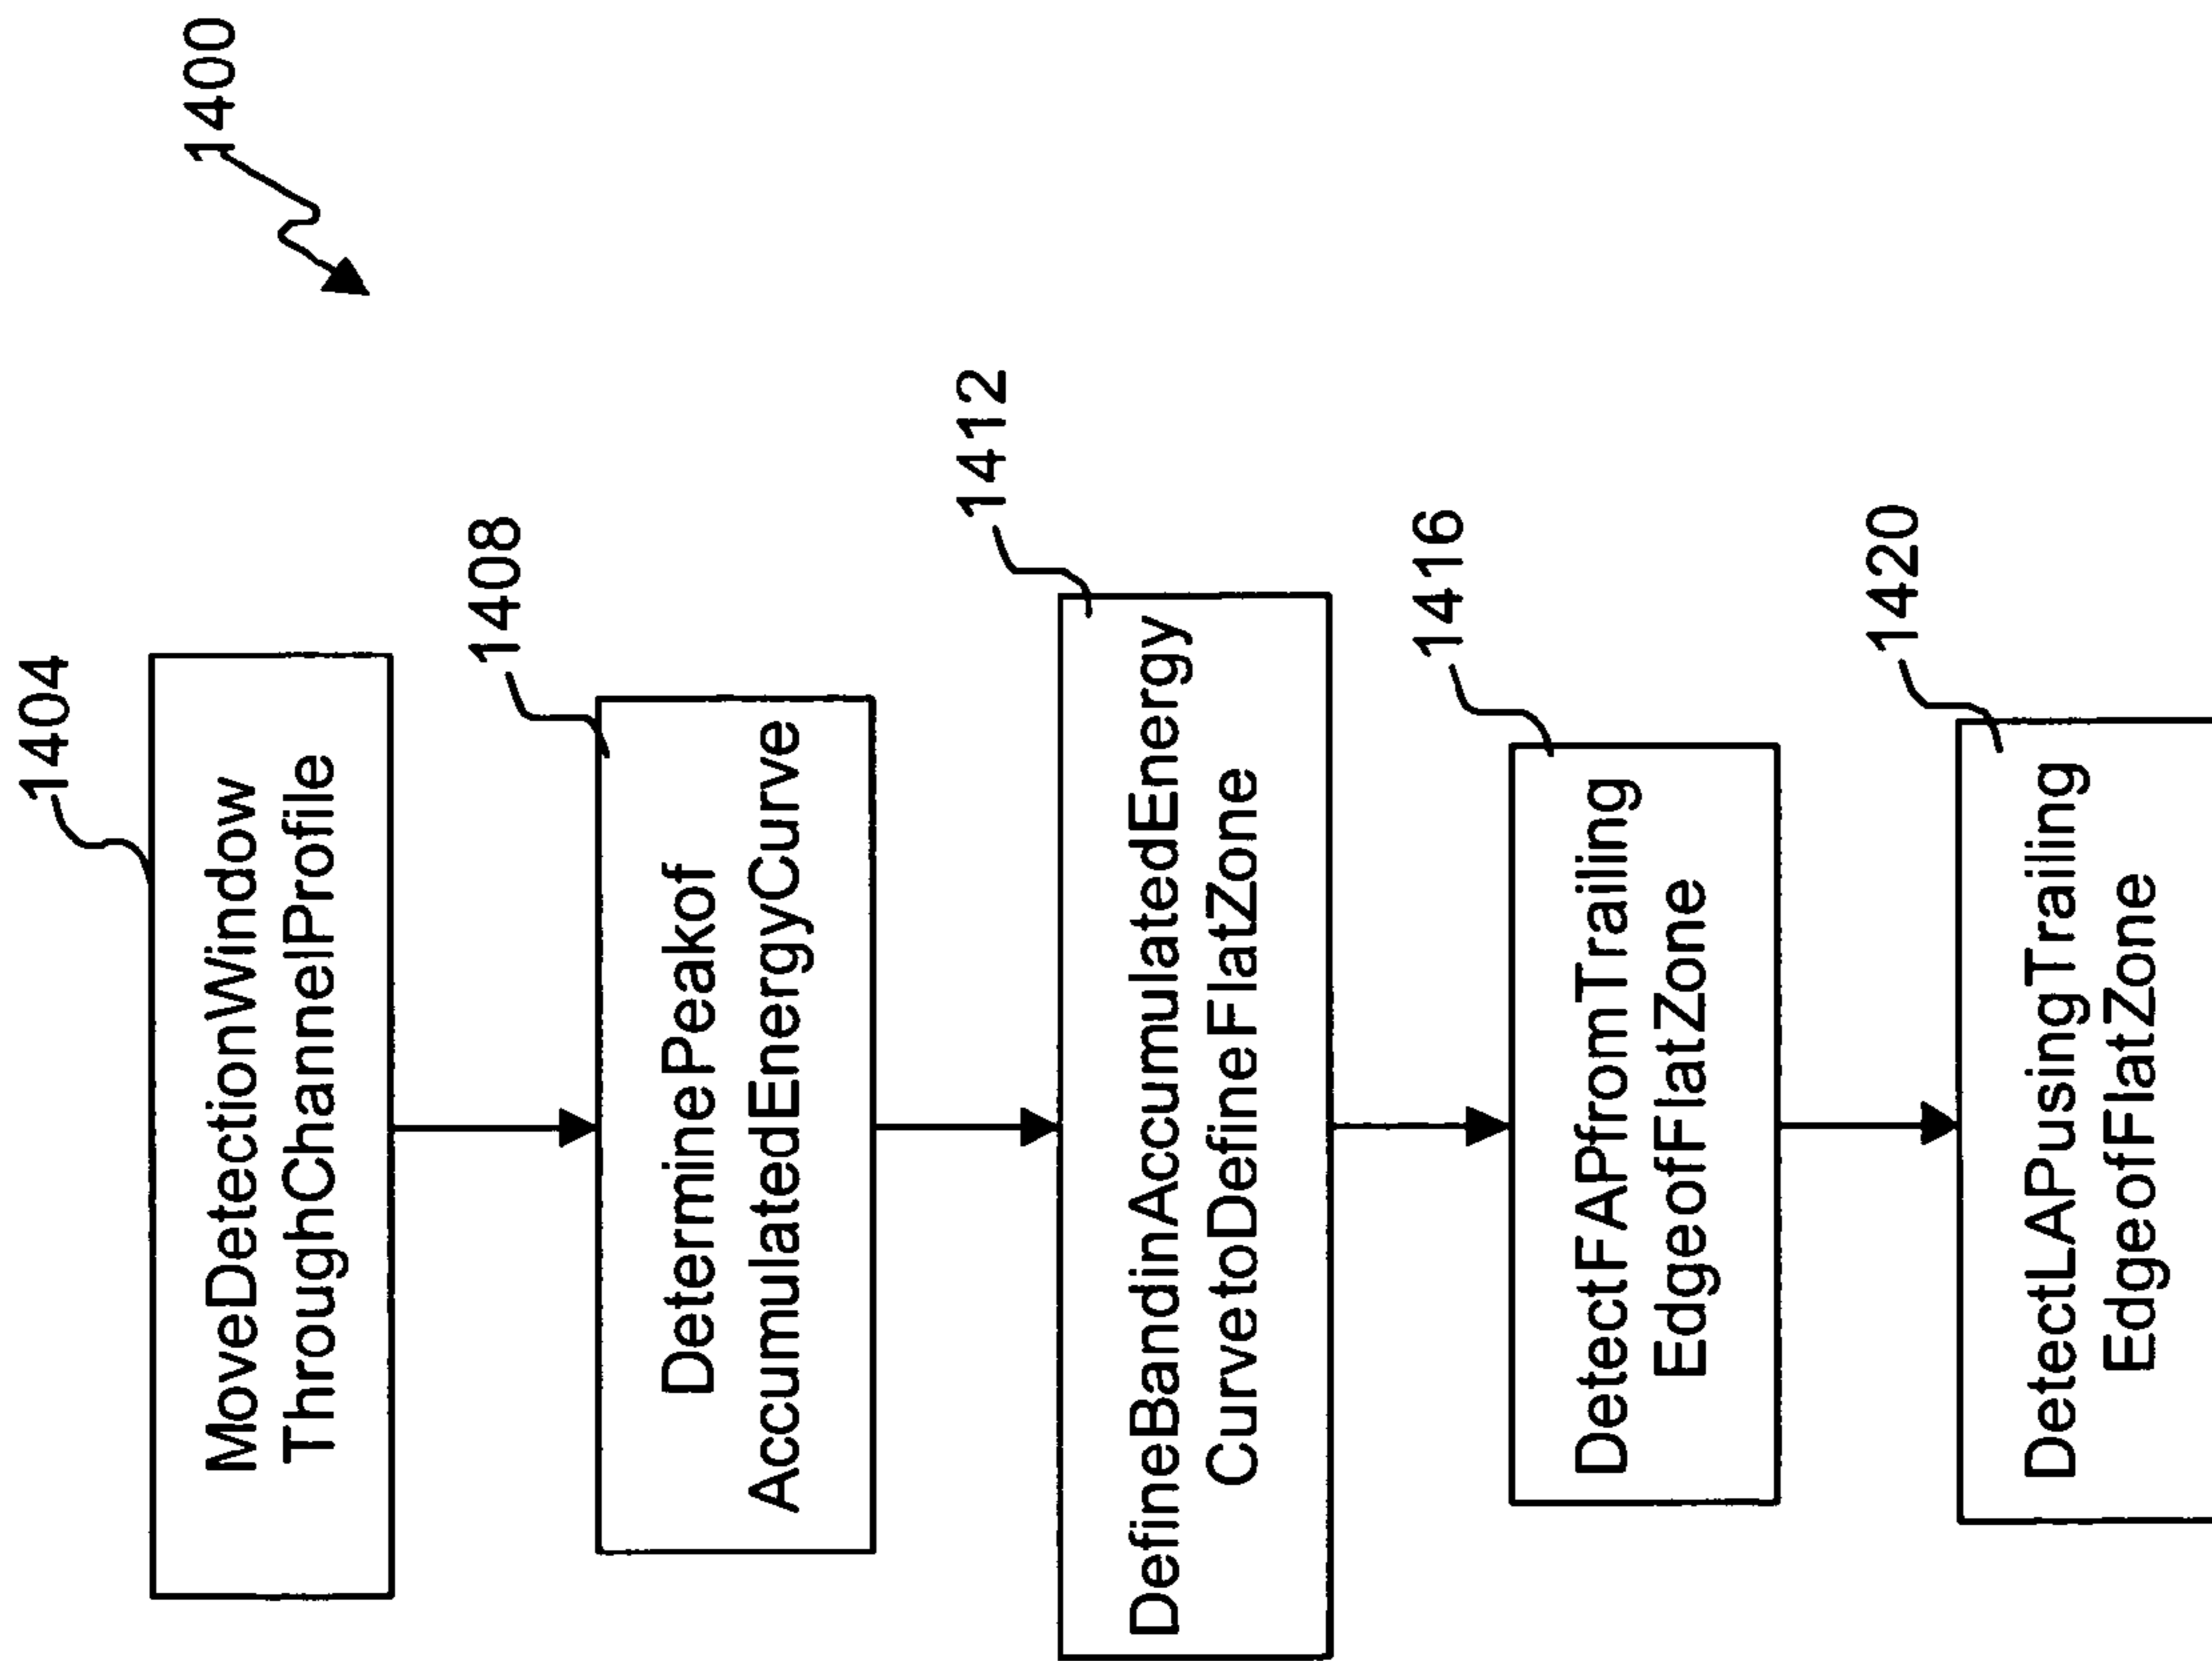 1400
1404
MoveDetectionWindow
ThroughChannelProfile
1408
DeterminePeakof
AccumulatedEnergyCurve
1412
DefineBandinAccumulatedEnergy
CurvetoDefineFlatZone
1416
DetectFAPfromTrailing
EdgeofFlatZone
1420
DetectLAPusingTrailing
EdgeofFlatZone